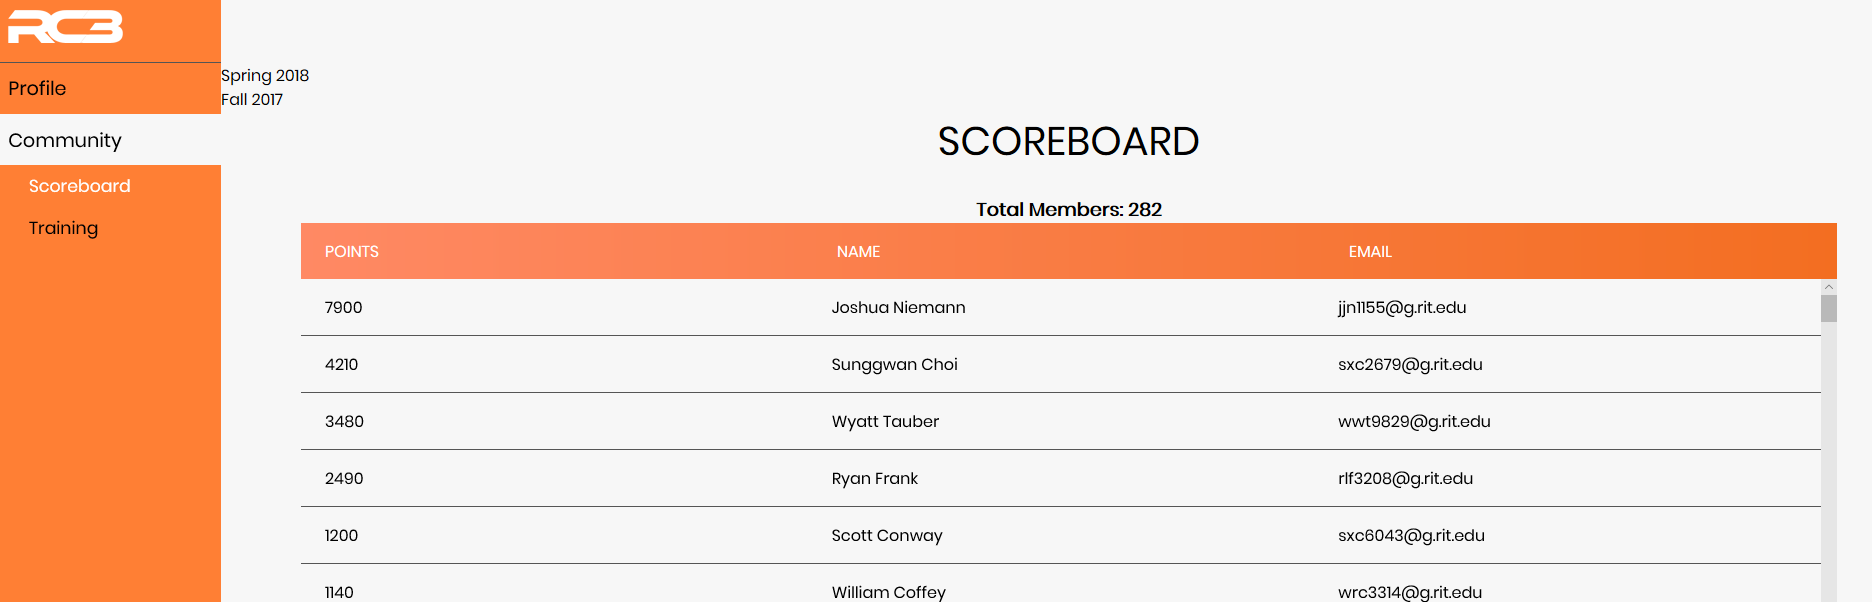 RC3
Profile
Community
Scoreboard
Training
Spring 2018
Fall 2017
SCOREBOARD
Total Members: 282
POINTS NAME EMAIL
7900 Joshua Niemann jjn1155@g.rit.edu
4210 Sunggwan Choi sxc2679@g.rit.edu
3480 Wyatt Tauber wwt9829@g.rit.edu
2490 Ryan Frank rlf3208@g.rit.edu
1200 Scott Conway sxc6043@g.rit.edu
1140 William Coffey wrc3314@g.rit.edu